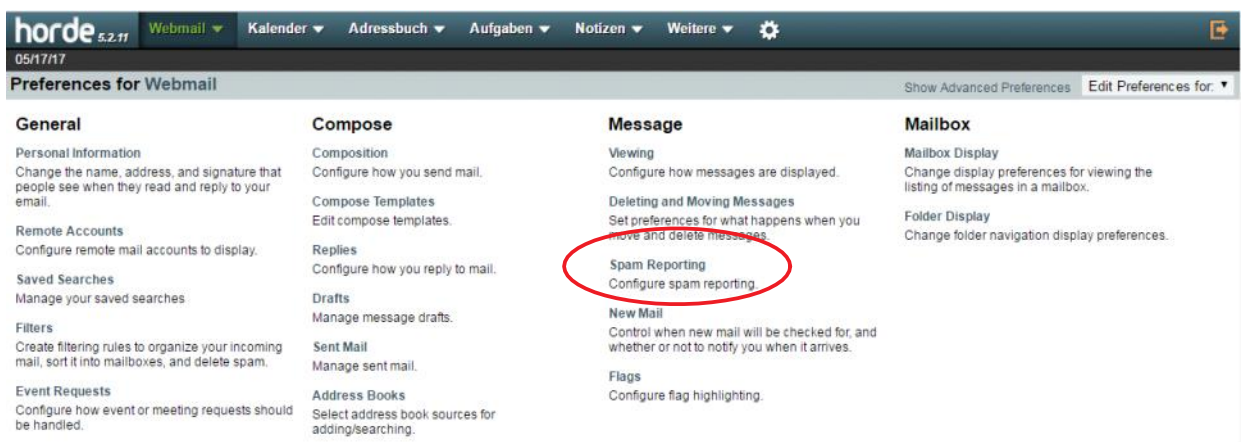 horde 5.2.11 Webmail Kalender Adressbuch Aufgaben Notizen Weitere
05/17/17
Preferences for Webmail Show Advanced Preferences Edit Preferences for:
General
Personal Information
Change the name, address, and signature that
people see when they read and reply to your
email.
Remote Accounts
Configure remote mail accounts to display.
Saved Searches
Manage your saved searches
Filters
Create filtering rules to organize your incoming
mail, sort it into mailboxes, and delete spam.
Event Requests
Configure how event or meeting requests should
be handled.
Compose
Composition
Configure how you send mail.
Compose Templates
Edit compose templates.
Replies
Configure how you reply to mail.
Drafts
Manage message drafts.
Sent Mail
Manage sent mail.
Address Books
Select address book sources for
adding/searching.
Message
Viewing
Configure how messages are displayed.
Deleting and Moving Messages
Set preferences for what happens when you
move and delete messages.
Spam Reporting
Configure spam reporting.
New Mail
Control when new mail will be checked for, and
whether or not to notify you when it arrives.
Flags
Configure flag highlighting.
Mailbox
Mailbox Display
Change display preferences for viewing the
listing of messages in a mailbox.
Folder Display
Change folder navigation display preferences.